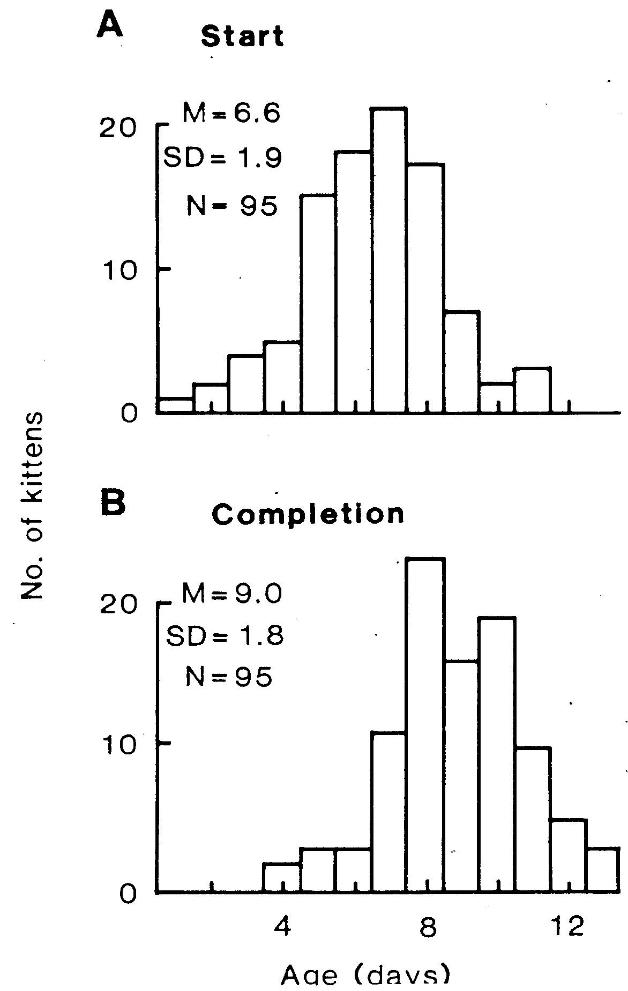 A
Start
M=6.6
20
SD= 1.9
N= 95
10
0
No. of kittens
B
Completion
M=9.0
20
SD= 1.8
N=95
10
0
4 8 12
Age (days)